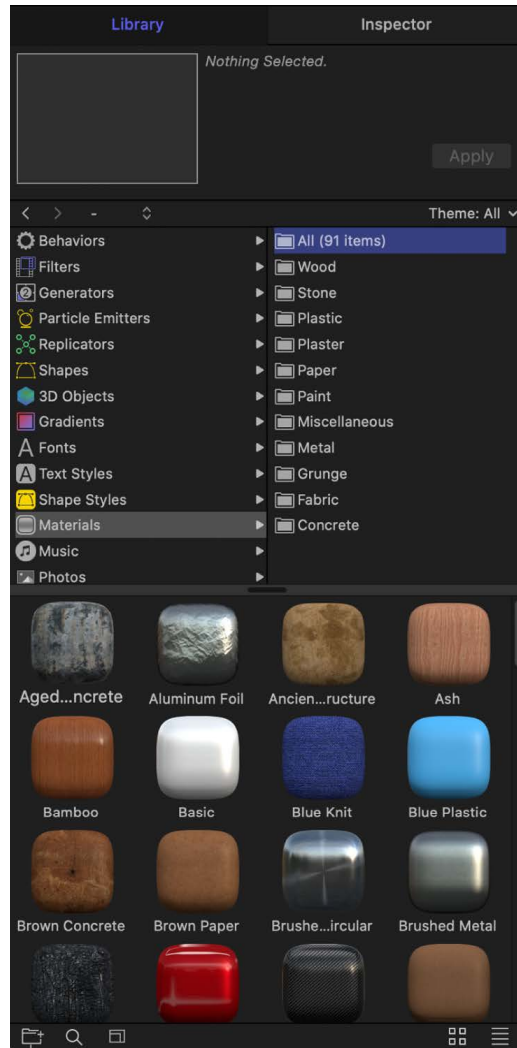 Library Inspector
Nothing Selected.
Apply
Theme: All
Behaviors
Filters
Generators
Particle Emitters
Replicators
Shapes
3D Objects
Gradients
Fonts
Text Styles
Shape Styles
Materials
Music
Photos
All (91 items)
Wood
Stone
Plastic
Plaster
Paper
Paint
Miscellaneous
Metal
Grunge
Fabric
Concrete
Aged...ncrete Aluminum Foil Ancien...ructure Ash
Bamboo Basic Blue Knit Blue Plastic
Brown Concrete Brown Paper Brushe...ircular Brushed Metal